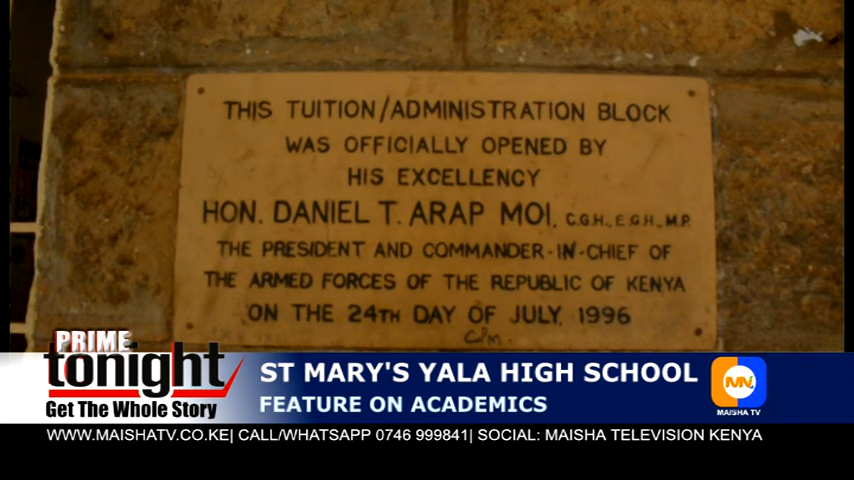 THIS TUITION/ADMINISTRATION BLOCK
WAS OFFICIALLY OPENED BY
HIS EXCELLENCY
HON. DANIEL T. ARAP MOI, C.G.H., E.G.H., M.P.
THE PRESIDENT AND COMMANDER-IN-CHIEF OF
THE ARMED FORCES OF THE REPUBLIC OF KENYA
ON THE 24TH DAY OF JULY, 1996
PRIME
tonight
Get The Whole Story
ST MARY'S YALA HIGH SCHOOL
FEATURE ON ACADEMICS
MN
MAISHA TV
WWW.MAISHATV.CO.KE| CALL/WHATSAPP 0746 999841| SOCIAL: MAISHA TELEVISION KENYA